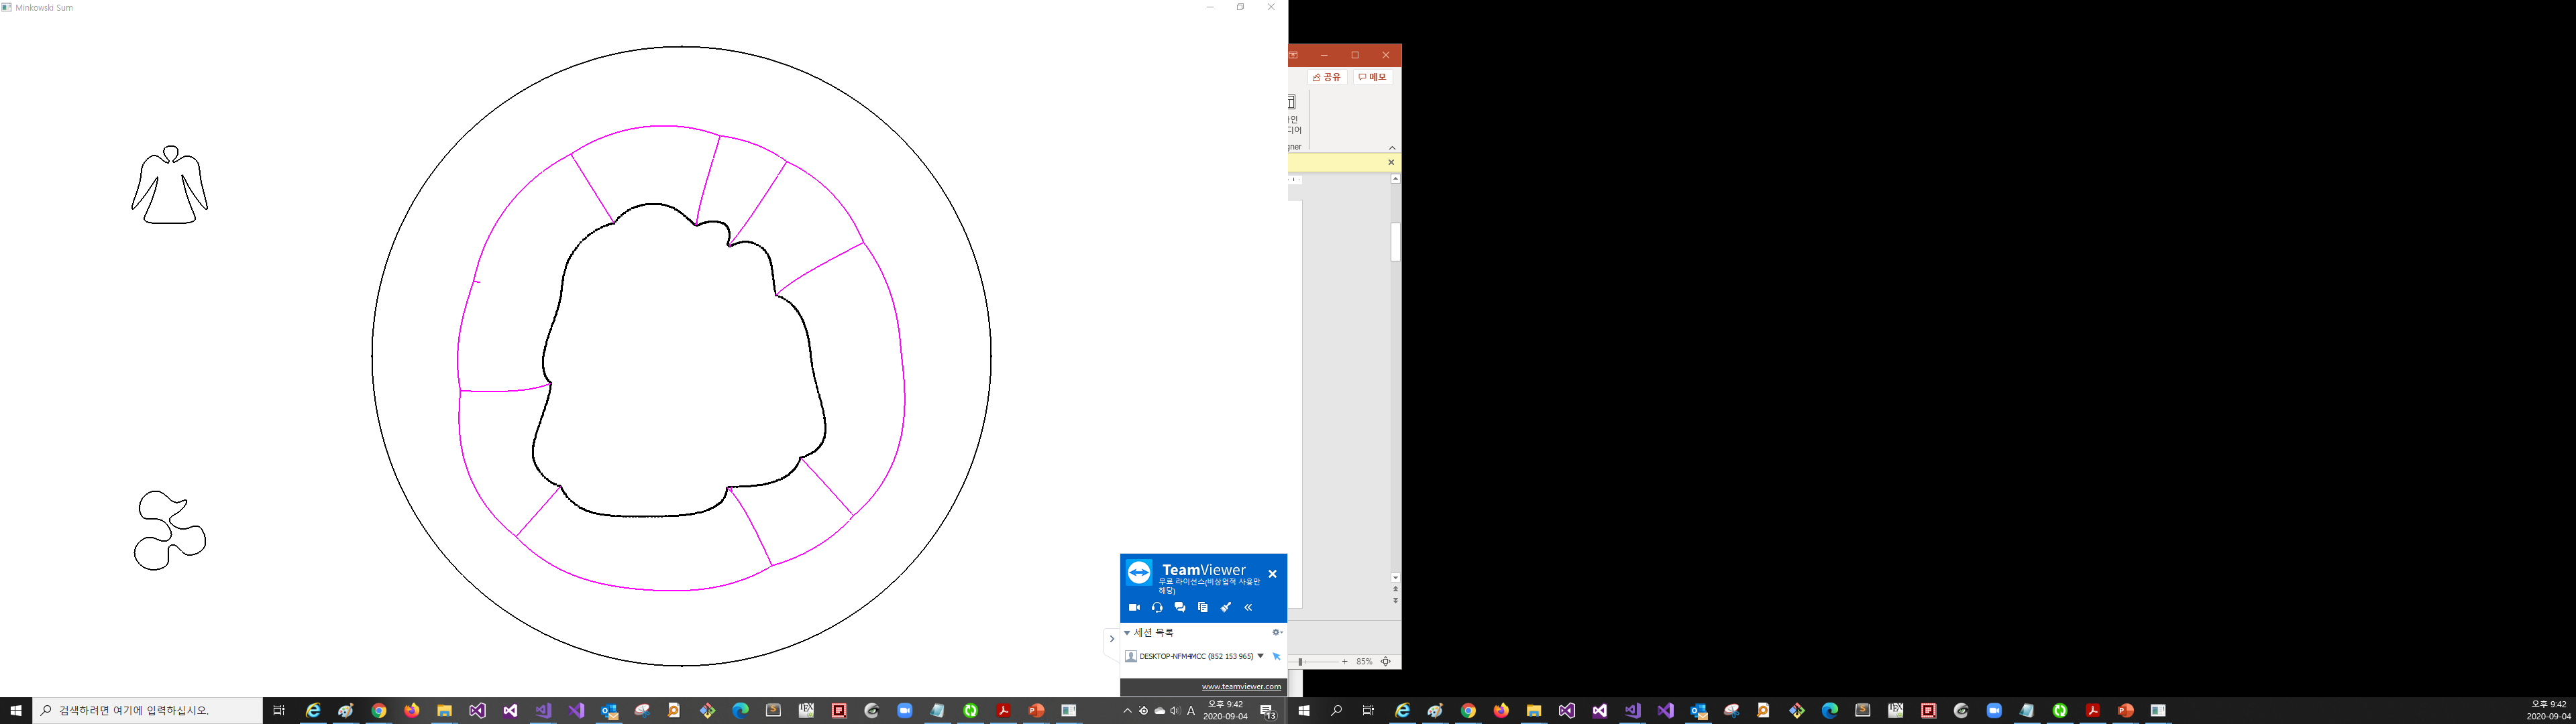 Minkowski Sum
공유
메모
인
디어
gner
TeamViewer
무료 라이선스(비상업적 사용만
해당)
세션 목록
DESKTOP-NFM4MCC (852 153 965)
www.teamviewer.com
85%
검색하려면 여기에 입력하십시오.
A
오후 9:42
2020-09-04
13
오후 9:42
2020-09-04